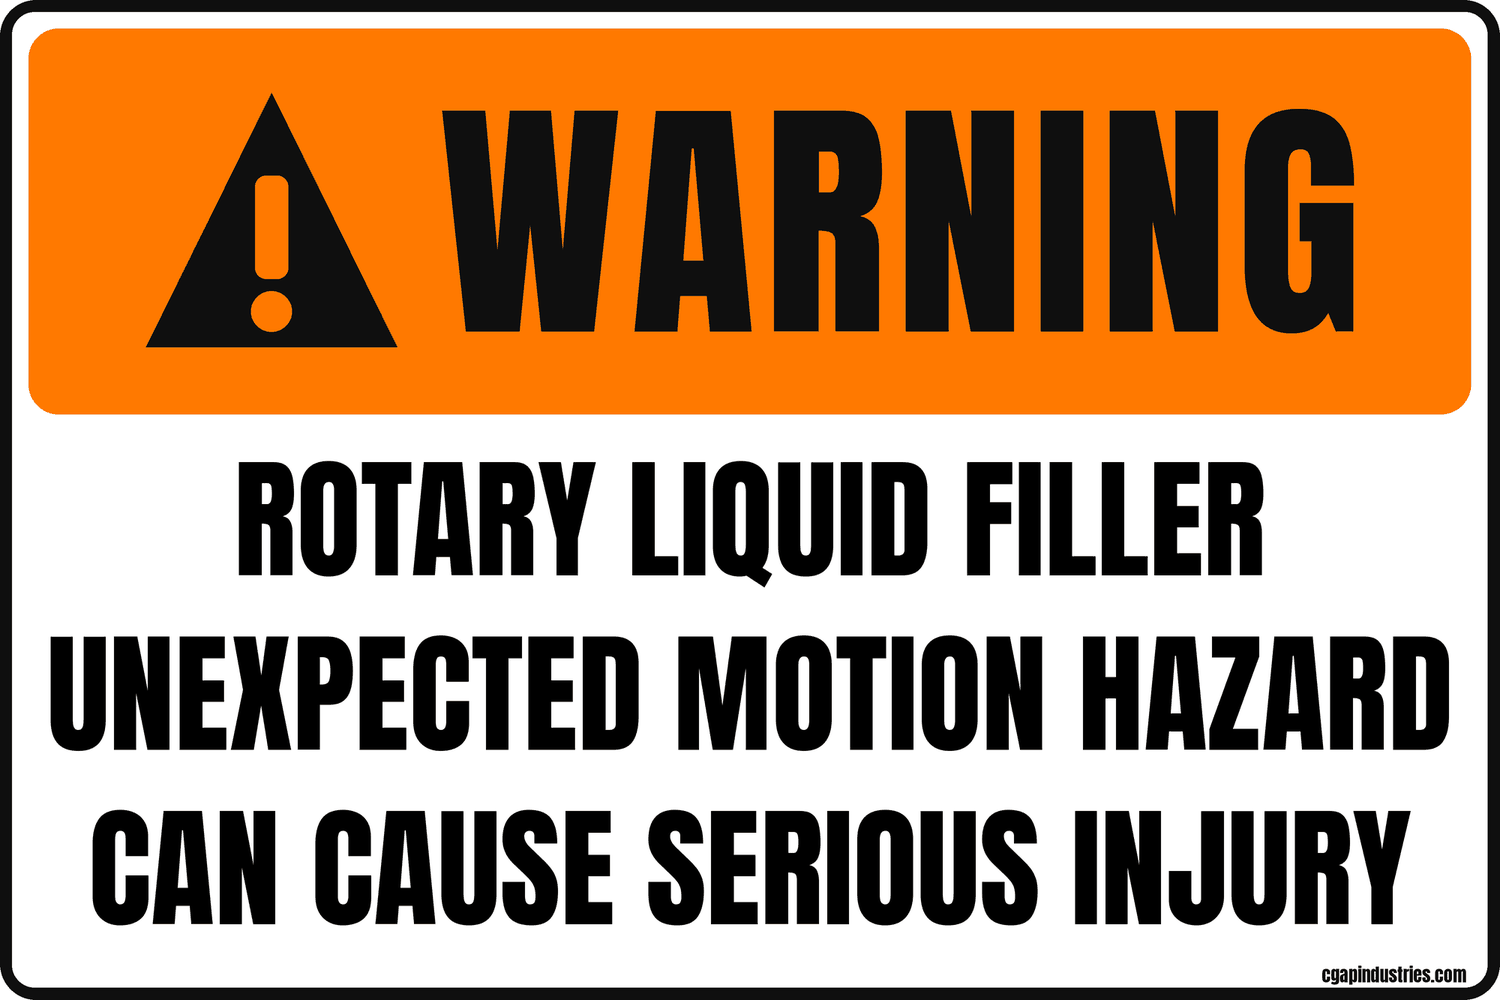 WARNING
ROTARY LIQUID FILLER
UNEXPECTED MOTION HAZARD
CAN CAUSE SERIOUS INJURY
cgapindustries.com